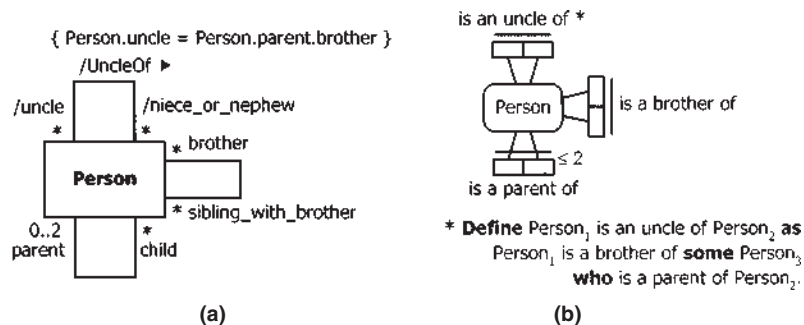 { Person.uncle = Person.parent.brother }
/UncleOf ▶
/uncle
/niece_or_nephew
*
*
* brother
Person
* sibling_with_brother
0..2
parent
*
child
(a)
is an uncle of *
Person
is a brother of
≤ 2
is a parent of
* Define Person₁ is an uncle of Person₂ as
Person₁ is a brother of some Person₃
who is a parent of Person₂.
(b)